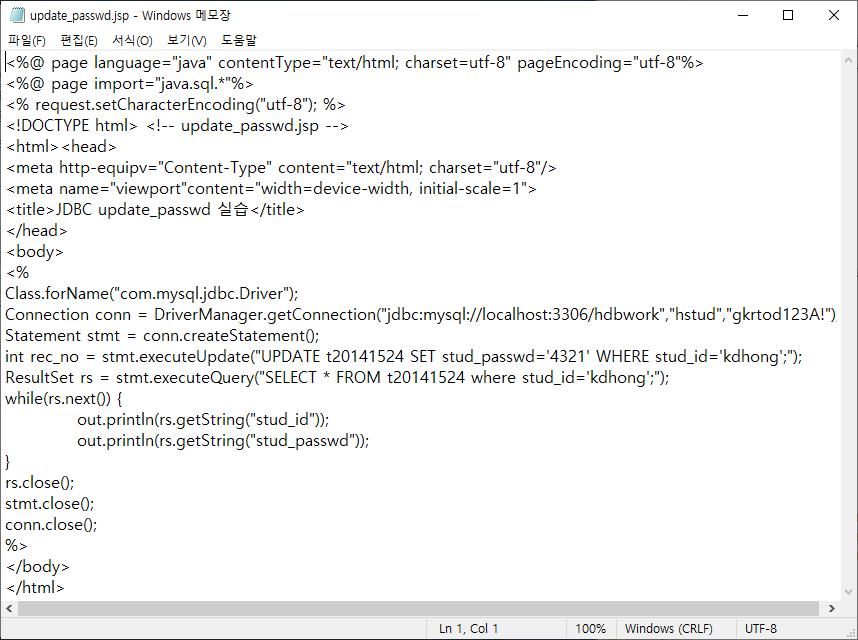 update_passwd.jsp - Windows 메모장
파일(F) 편집(E) 서식(O) 보기(V) 도움말
<%@ page language="java" contentType="text/html; charset=utf-8" pageEncoding="utf-8"%>
<%@ page import="java.sql.*"%>
<% request.setCharacterEncoding("utf-8"); %>
<!DOCTYPE html> <!-- update_passwd.jsp -->
<html><head>
<meta http-equipv="Content-Type" content="text/html; charset="utf-8"/>
<meta name="viewport"content="width=device-width, initial-scale=1">
<title>JDBC update_passwd 실습</title>
</head>
<body>
<%
Class.forName("com.mysql.jdbc.Driver");
Connection conn = DriverManager.getConnection("jdbc:mysql://localhost:3306/hdbwork","hstud","gkrtod123A!")
Statement stmt = conn.createStatement();
int rec_no = stmt.executeUpdate("UPDATE t20141524 SET stud_passwd='4321' WHERE stud_id='kdhong';");
ResultSet rs = stmt.executeQuery("SELECT * FROM t20141524 where stud_id='kdhong';");
while(rs.next()) {
out.println(rs.getString("stud_id"));
out.println(rs.getString("stud_passwd"));
}
rs.close();
stmt.close();
conn.close();
%>
</body>
</html>
Ln 1, Col 1 100% Windows (CRLF) UTF-8